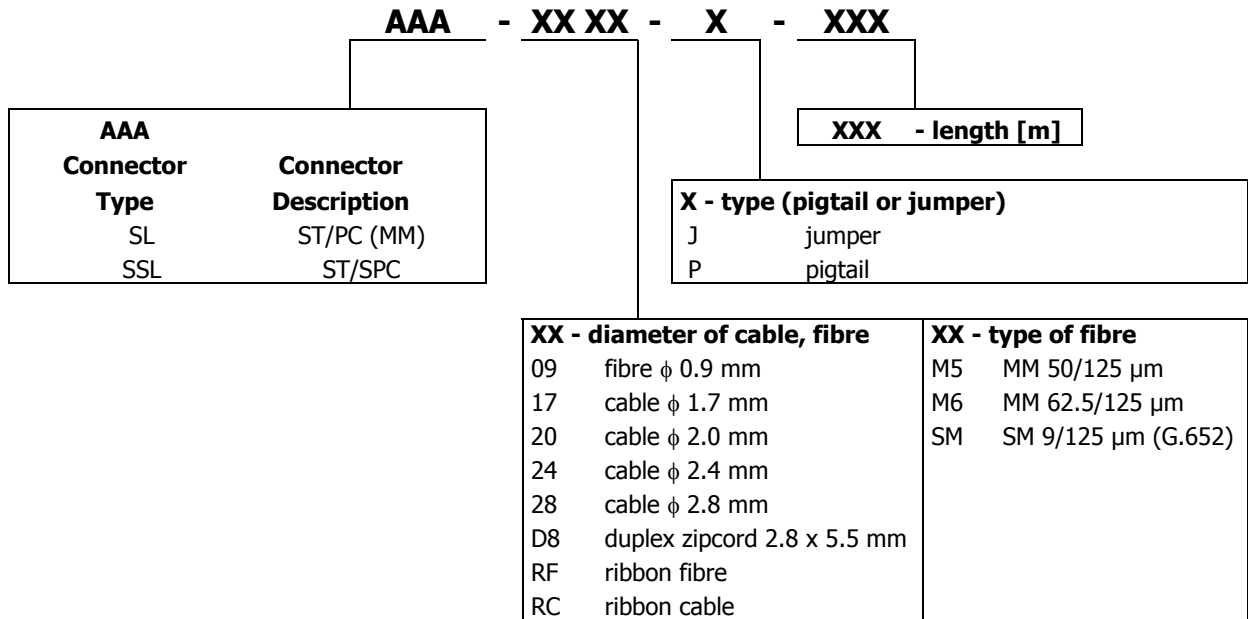 AAA - XX XX - X - XXX
AAA
Connector Connector
Type Description
SL ST/PC (MM)
SSL ST/SPC
XXX - length [m]
X - type (pigtail or jumper)
J jumper
P pigtail
XX - diameter of cable, fibre
09 fibre ϕ 0.9 mm
17 cable ϕ 1.7 mm
20 cable ϕ 2.0 mm
24 cable ϕ 2.4 mm
28 cable ϕ 2.8 mm
D8 duplex zipcord 2.8 x 5.5 mm
RF ribbon fibre
RC ribbon cable
XX - type of fibre
M5 MM 50/125 µm
M6 MM 62.5/125 µm
SM SM 9/125 µm (G.652)